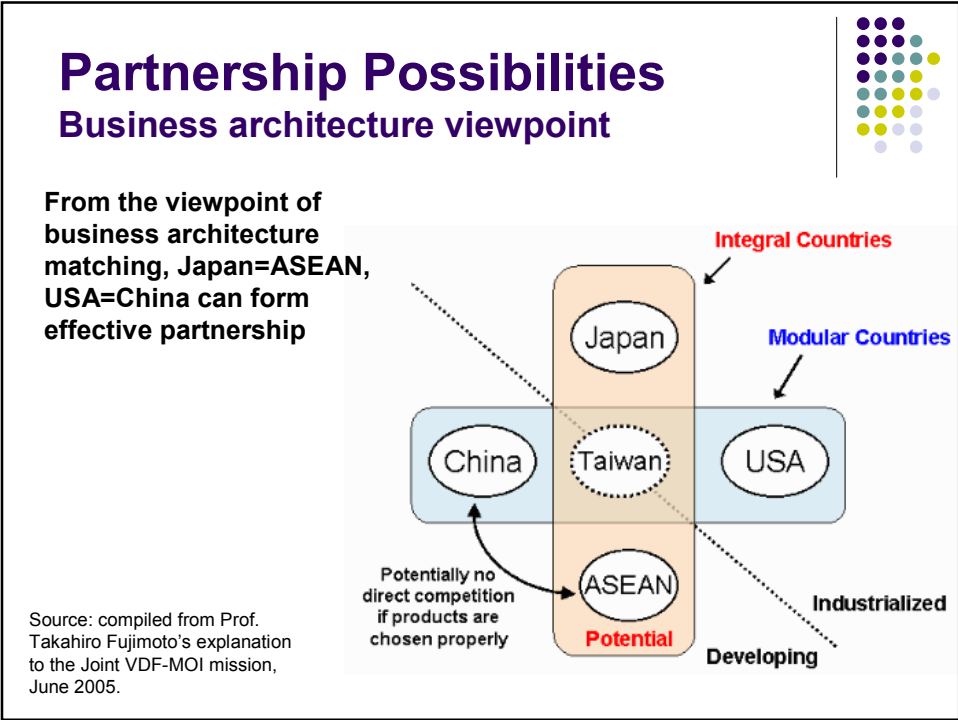 Partnership Possibilities
Business architecture viewpoint
From the viewpoint of
business architecture
matching, Japan=ASEAN,
USA=China can form
effective partnership
Integral Countries
Japan
Modular Countries
China
Taiwan
USA
Potentially no
direct competition
if products are
chosen properly
ASEAN
Potential
Industrialized
Developing
Source: compiled from Prof.
Takahiro Fujimoto's explanation
to the Joint VDF-MOI mission,
June 2005.